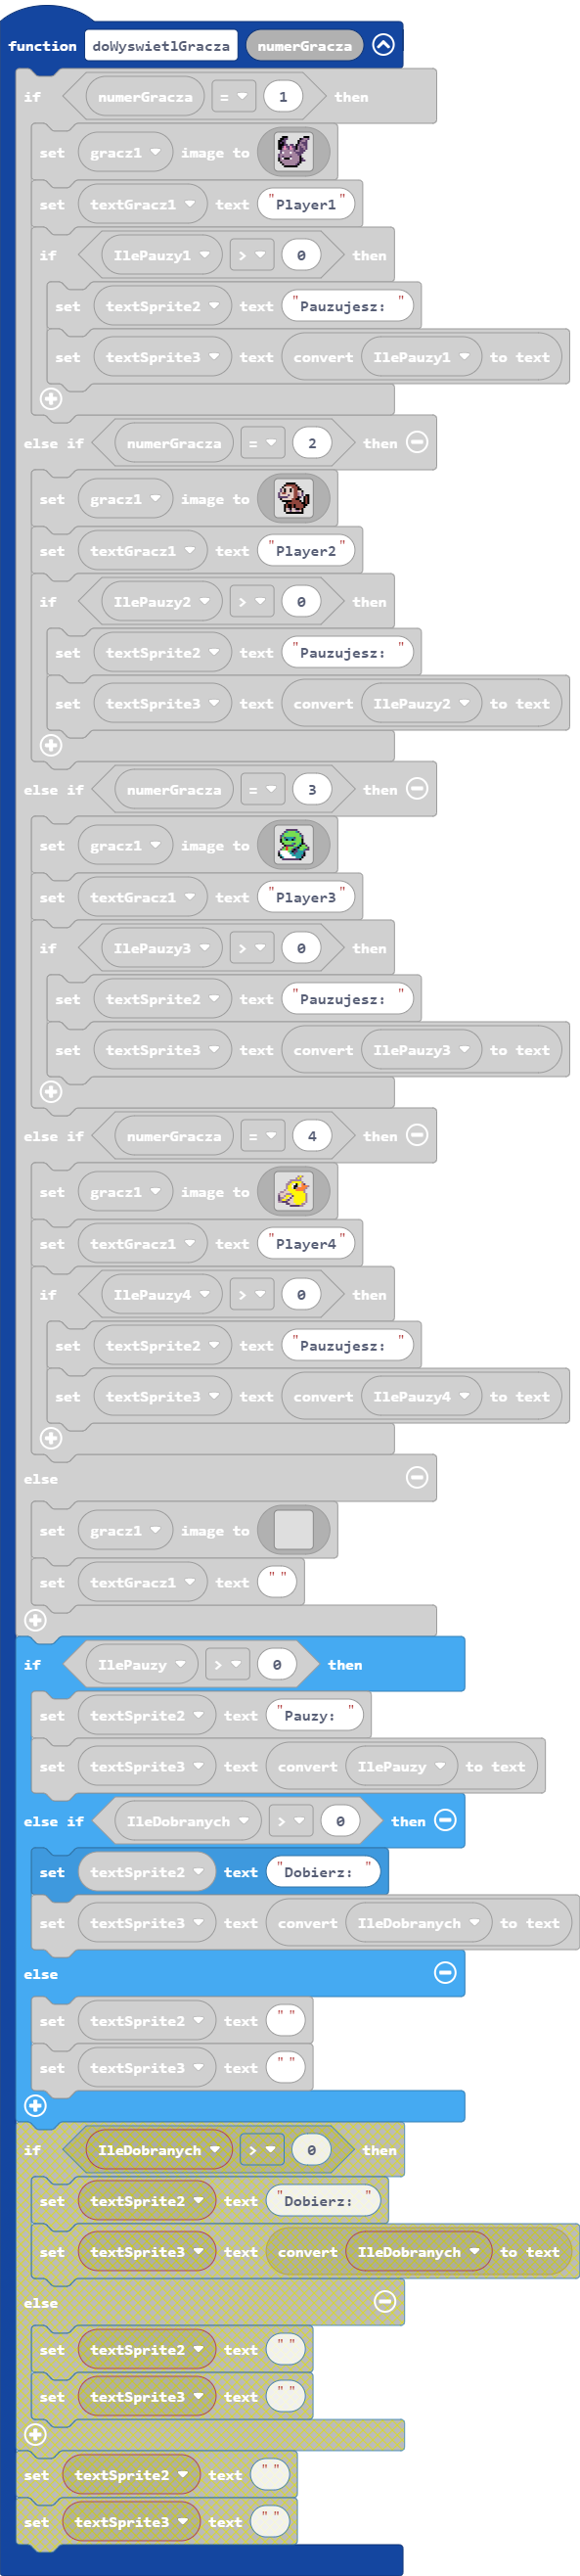 function doWyswietlGracza numerGracza
if numerGracza = 1 then
set gracz1 image to
set textGracz1 text "Player1"
if IlePauzy1 > 0 then
set textSprite2 text "Pauzujesz: "
set textSprite3 text convert IlePauzy1 to text
else if numerGracza = 2 then
set gracz1 image to
set textGracz1 text "Player2"
if IlePauzy2 > 0 then
set textSprite2 text "Pauzujesz: "
set textSprite3 text convert IlePauzy2 to text
else if numerGracza = 3 then
set gracz1 image to
set textGracz1 text "Player3"
if IlePauzy3 > 0 then
set textSprite2 text "Pauzujesz: "
set textSprite3 text convert IlePauzy3 to text
else if numerGracza = 4 then
set gracz1 image to
set textGracz1 text "Player4"
if IlePauzy4 > 0 then
set textSprite2 text "Pauzujesz: "
set textSprite3 text convert IlePauzy4 to text
else
set gracz1 image to
set textGracz1 text ""
if IlePauzy > 0 then
set textSprite2 text "Pauzy: "
set textSprite3 text convert IlePauzy to text
else if IleDobranych > 0 then
set textSprite2 text "Dobierz: "
set textSprite3 text convert IleDobranych to text
else
set textSprite2 text ""
set textSprite3 text ""
if IleDobranych > 0 then
set textSprite2 text "Dobierz: "
set textSprite3 text convert IleDobranych to text
else
set textSprite2 text ""
set textSprite3 text ""
set textSprite2 text ""
set textSprite3 text ""